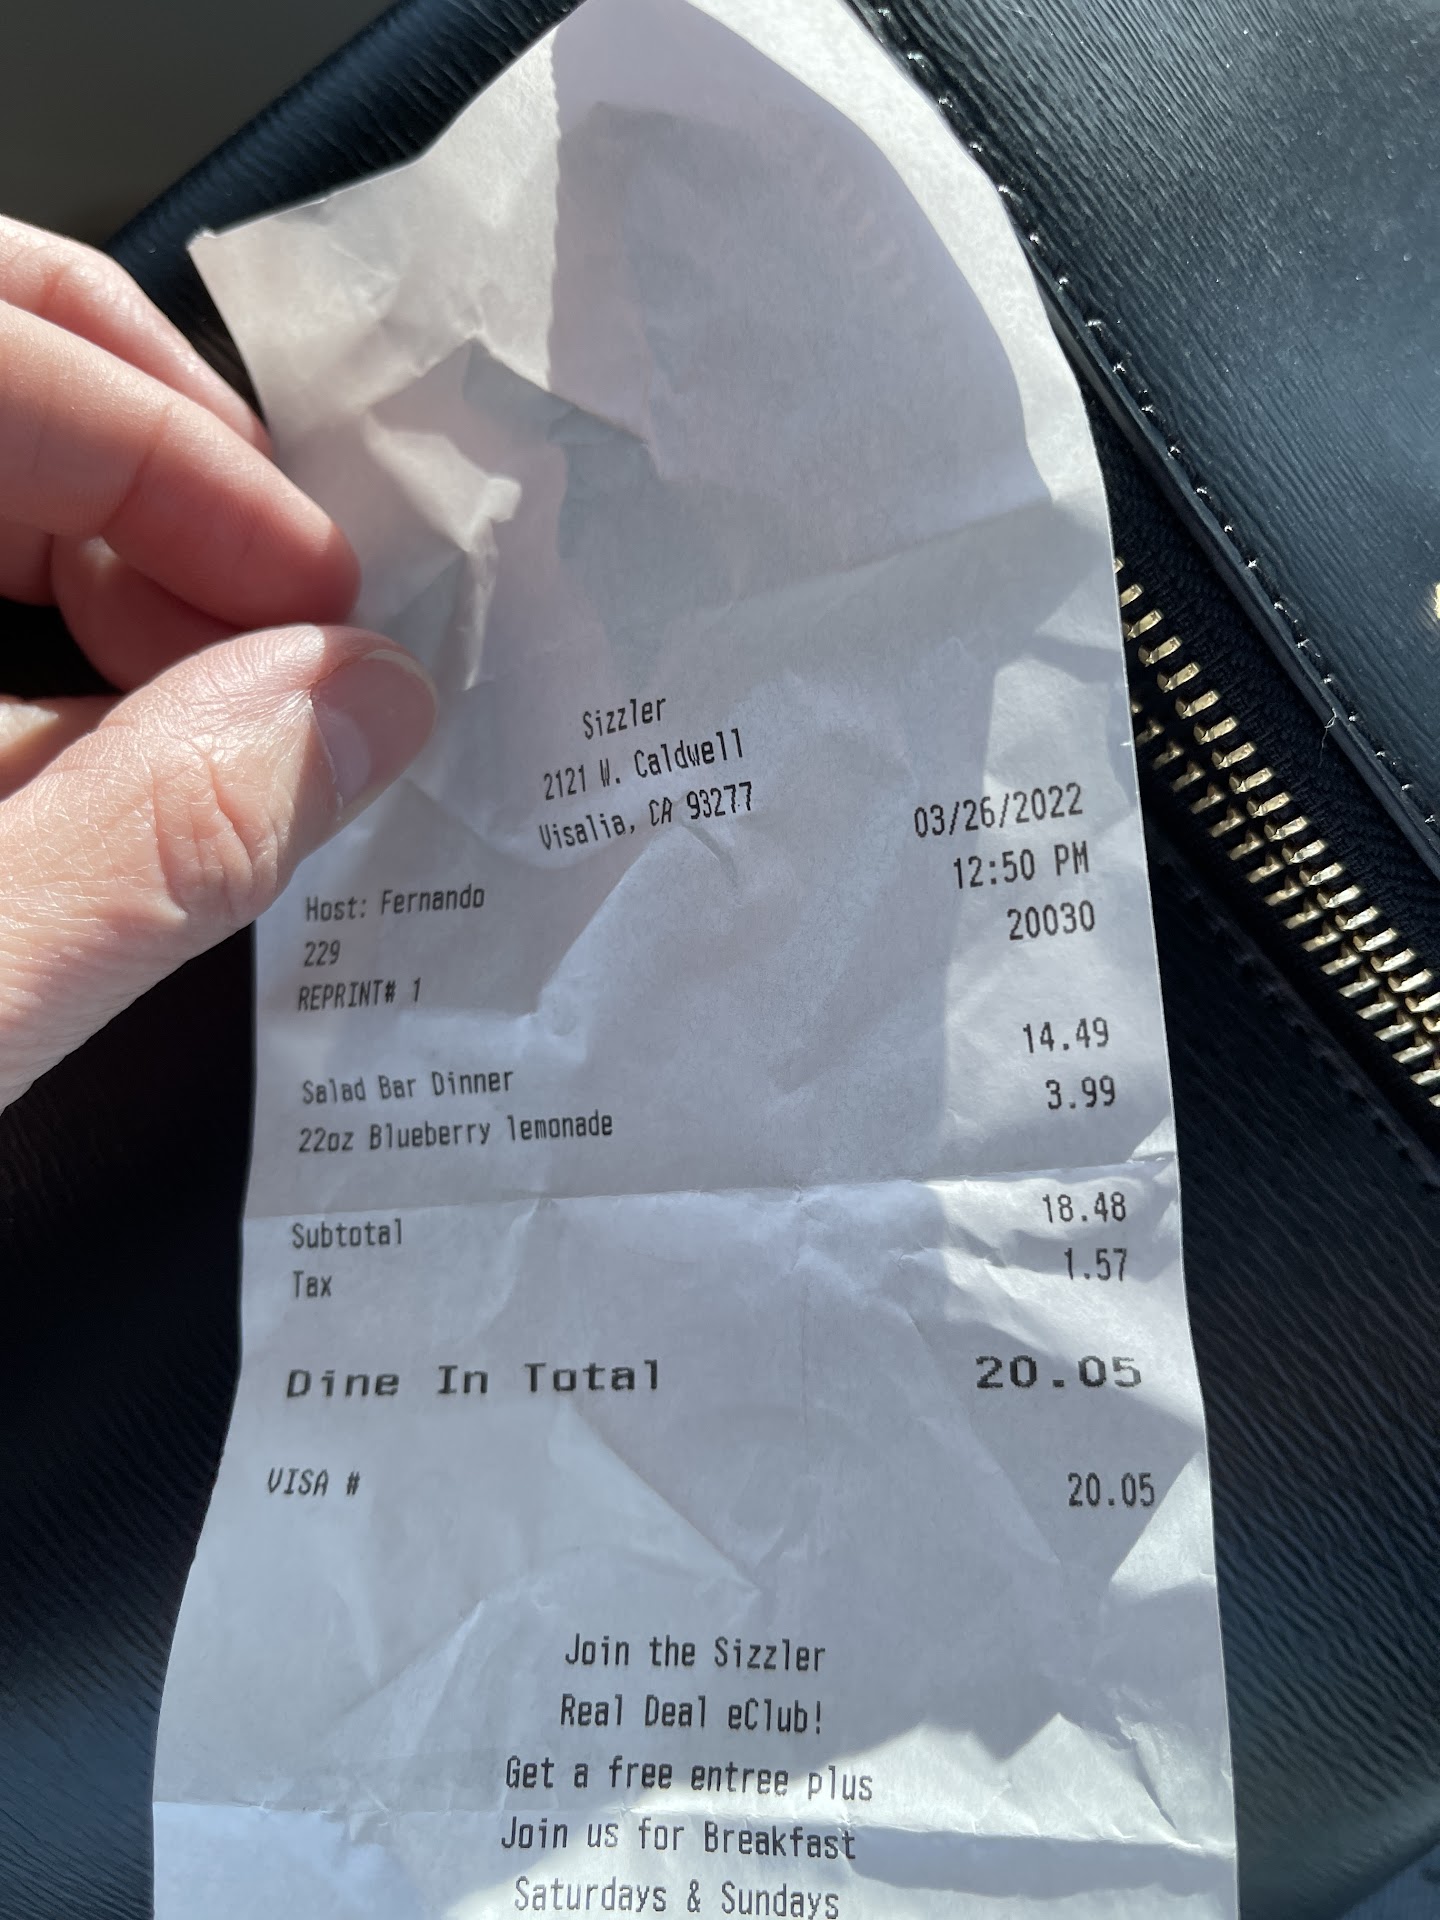 Sizzler
2121 W. Caldwell
Visalia, CA 93277
03/26/2022
Host: Fernando 12:50 PM
229 20030
REPRINT# 1
Salad Bar Dinner 14.49
22oz Blueberry lemonade 3.99
Subtotal 18.48
Tax 1.57
Dine In Total 20.05
VISA # 20.05
Join the Sizzler
Real Deal eClub!
Get a free entree plus
Join us for Breakfast
Saturdays & Sundays